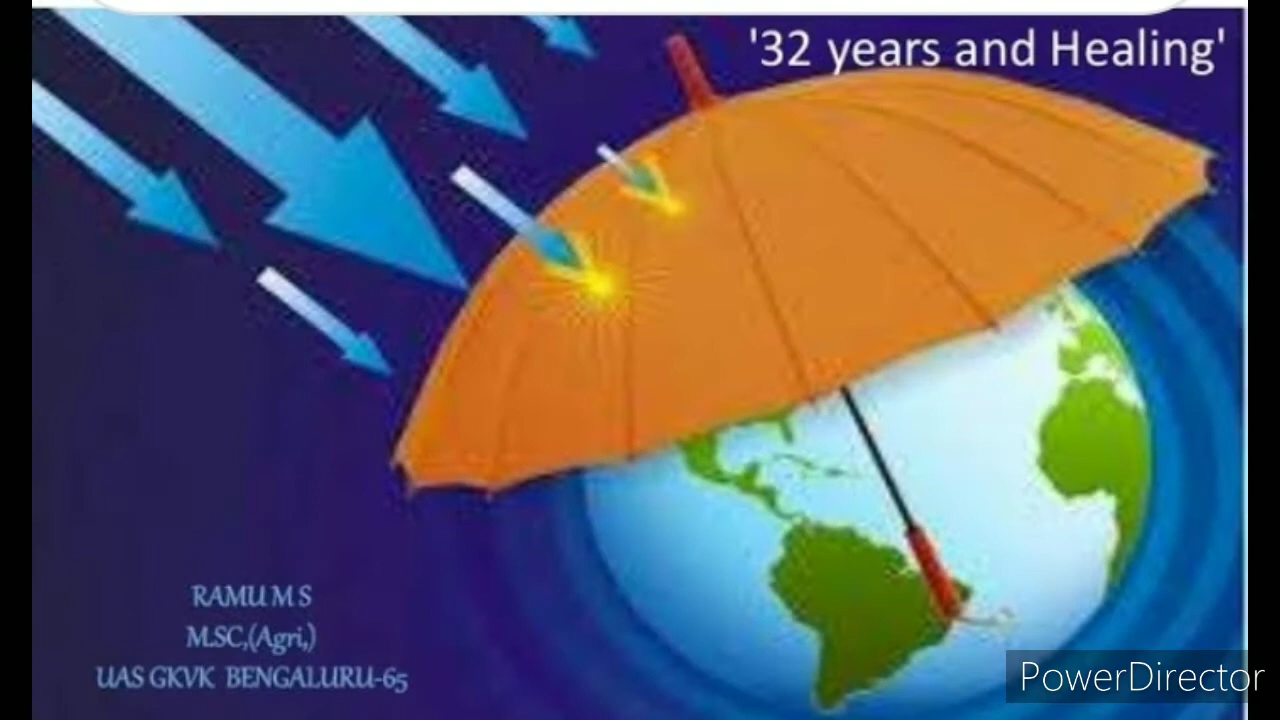 '32 years and Healing'
RAMU M S
M.SC,(Agri,)
UAS GKVK BENGALURU-65
PowerDirector